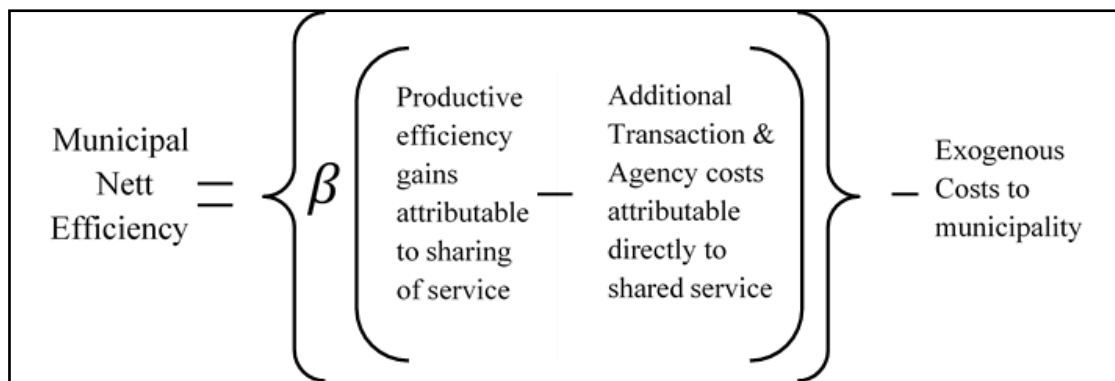 Municipal
Nett
Efficiency
=
{
β
(
Productive
efficiency
gains
attributable
to sharing
of service
−
Additional
Transaction &
Agency costs
attributable
directly to
shared service
)
}
−
Exogenous
Costs to
municipality